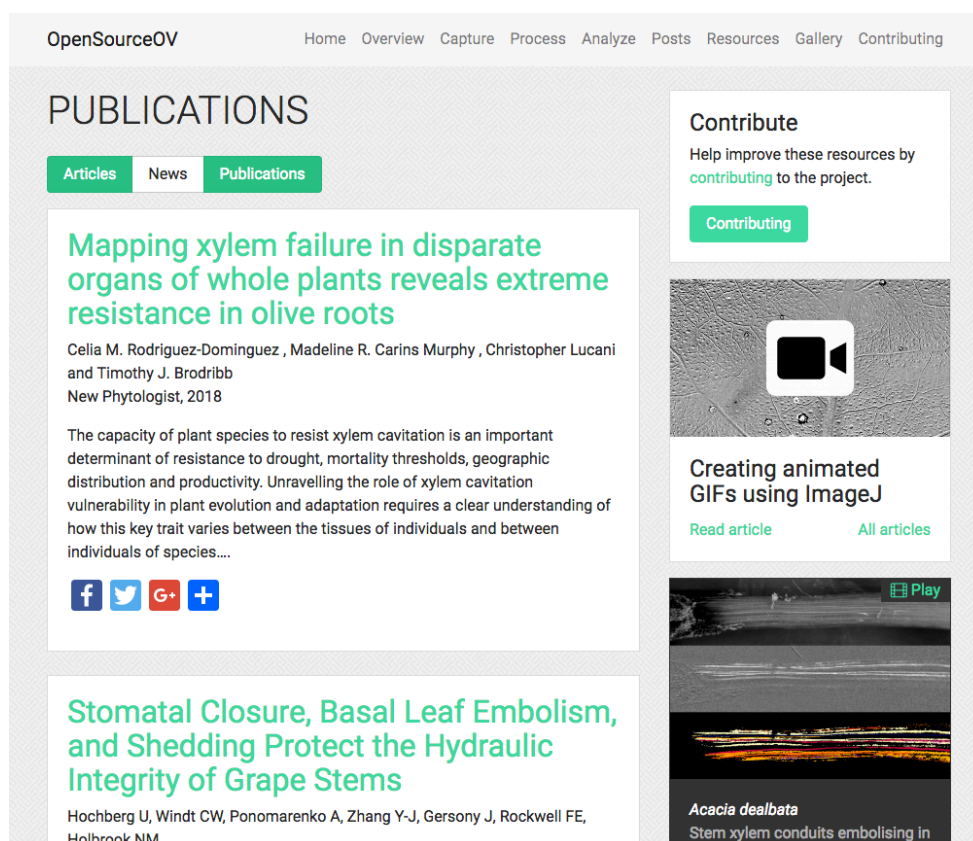 OpenSourceOV
Home Overview Capture Process Analyze Posts Resources Gallery Contributing
PUBLICATIONS
Articles News Publications
Mapping xylem failure in disparate
organs of whole plants reveals extreme
resistance in olive roots
Celia M. Rodriguez-Dominguez , Madeline R. Carins Murphy , Christopher Lucani
and Timothy J. Brodribb
New Phytologist, 2018
The capacity of plant species to resist xylem cavitation is an important
determinant of resistance to drought, mortality thresholds, geographic
distribution and productivity. Unravelling the role of xylem cavitation
vulnerability in plant evolution and adaptation requires a clear understanding of
how this key trait varies between the tissues of individuals and between
individuals of species....
G+
Stomatal Closure, Basal Leaf Embolism,
and Shedding Protect the Hydraulic
Integrity of Grape Stems
Hochberg U, Windt CW, Ponomarenko A, Zhang Y-J, Gersony J, Rockwell FE,
Holbrook NM
Contribute
Help improve these resources by
contributing to the project.
Contributing
Creating animated
GIFs using ImageJ
Read article All articles
Play
Acacia dealbata
Stem xylem conduits embolising in